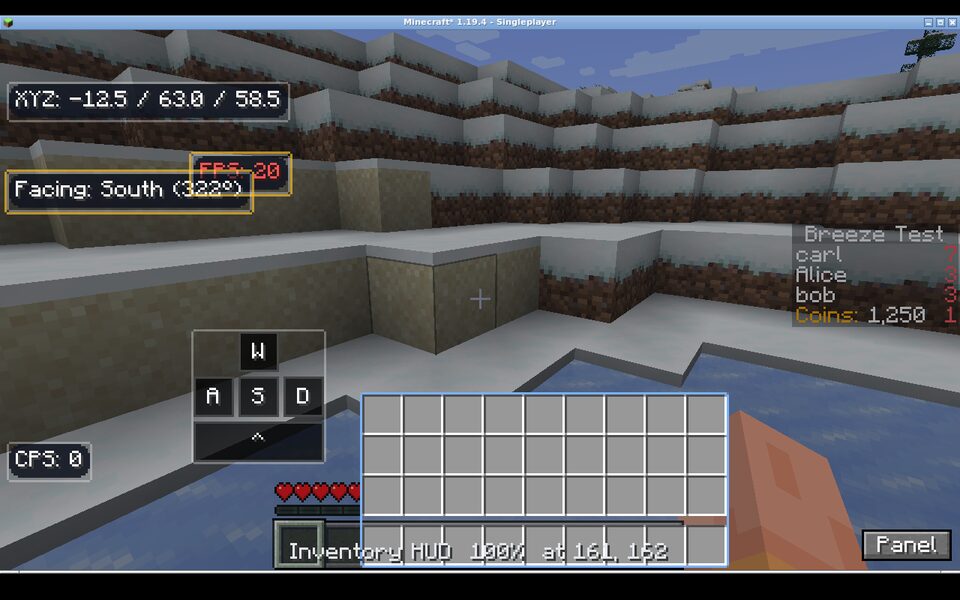 Minecraft* 1.19.4 - Singleplayer
XYZ: -12.5 / 63.0 / 58.5
FPS: 20
Facing: South (322°)
Breeze Test
carl 7
Alice 3
bob 3
Coins: 1,250 1
W
A S D
^
CPS: 0
Inventory HUD 100% at 161, 162
Panel